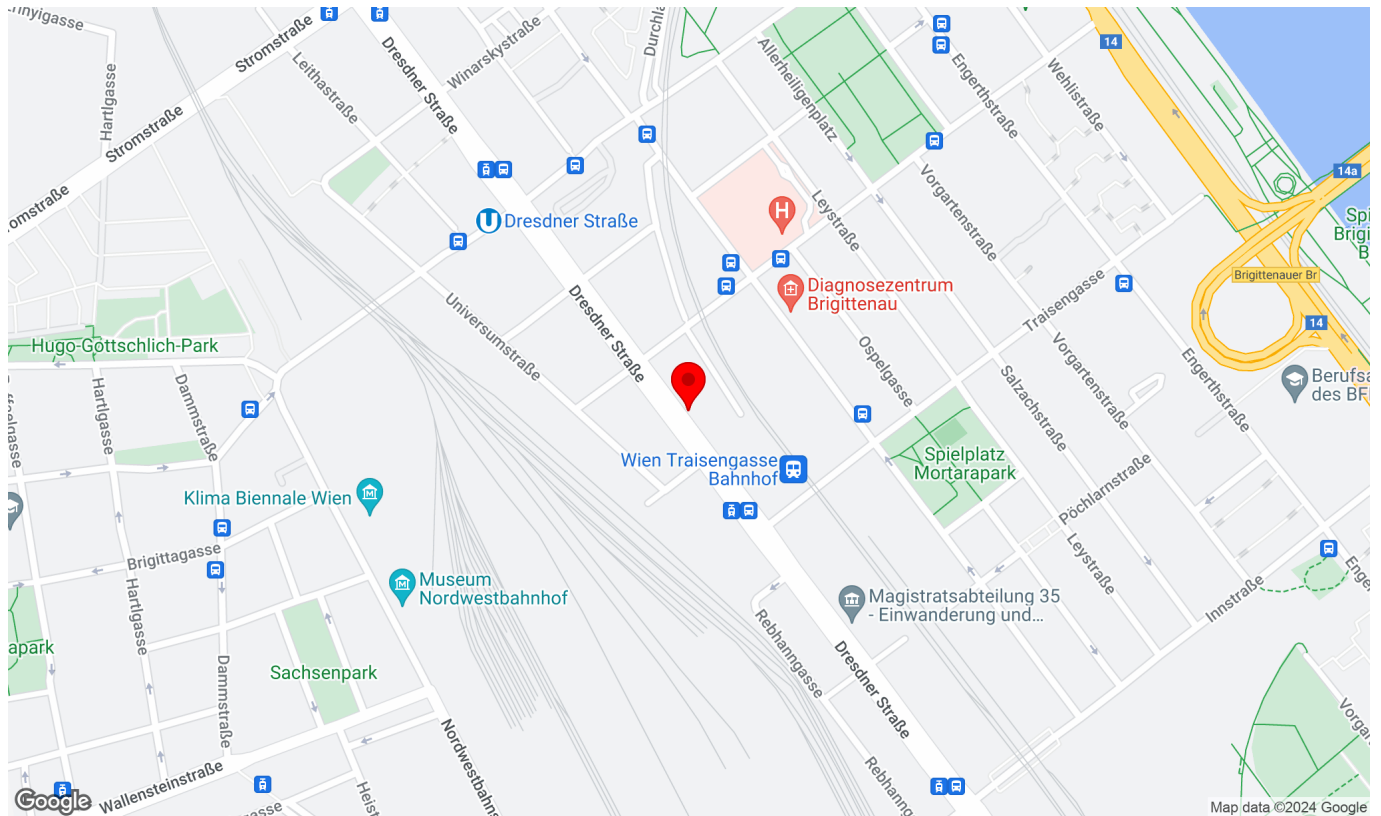 Stromstraße
Dresdner Straße
Winarskystraße
Leithastraße
Hartlgasse
Stromstraße
Allerheiligenplatz
Engerthstraße
Wehlistraße
14
14a
Leystraße
Vorgartenstraße
H
U Dresdner Straße
Diagnosezentrum
Brigittenau
Brigittenauer Br
14
Traisengasse
Universumstraße
Dresdner Straße
Hugo-Gottschlich-Park
Hartlgasse
Dammstraße
Ospelgasse
Salzachstraße
Vorgartenstraße
Engerthstraße
Wien Traisengasse
Bahnhof
Spielplatz
Mortarapark
Klima Biennale Wien
Pöchlarnstraße
Brigittagasse
Hartlgasse
Museum
Nordwestbahnhof
Magistratsabteilung 35
- Einwanderung und...
Leystraße
Innstraße
Rebhanngasse
Dresdner Straße
apark
Sachsenpark
Dammstraße
Wallensteinstraße
Google
Map data ©2024 Google